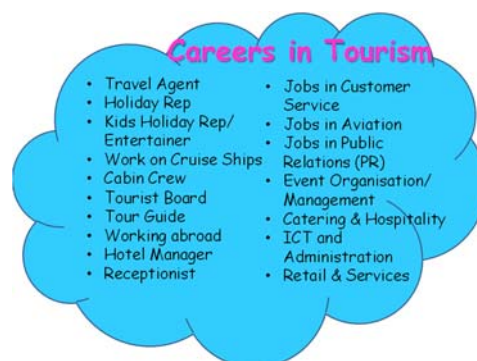 Careers in Tourism
• Travel Agent
• Holiday Rep
• Kids Holiday Rep/
Entertainer
• Work on Cruise Ships
• Cabin Crew
• Tourist Board
• Tour Guide
• Working abroad
• Hotel Manager
• Receptionist
• Jobs in Customer
Service
• Jobs in Aviation
• Jobs in Public
Relations (PR)
• Event Organisation/
Management
• Catering & Hospitality
• ICT and
Administration
• Retail & Services